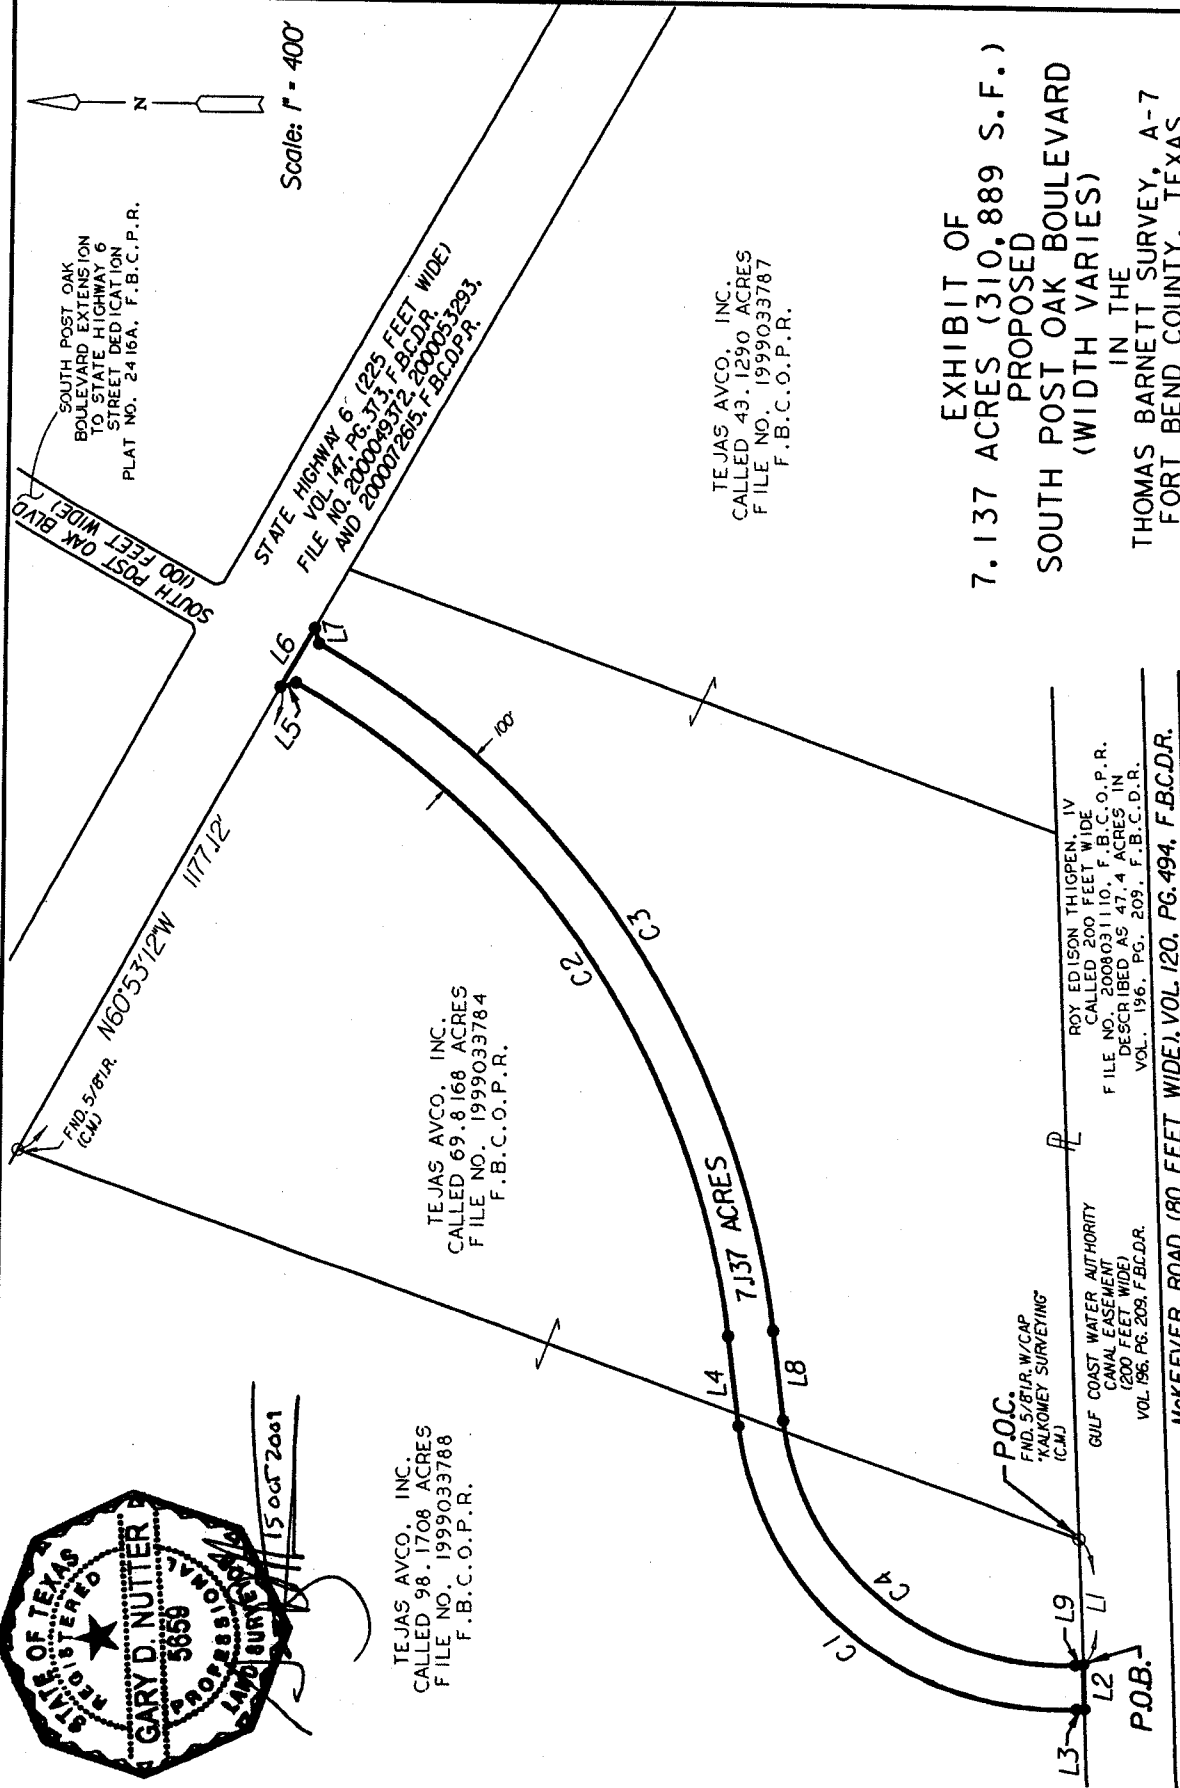 STATE OF TEXAS
REGISTERED
GARY D. NUTTER
5659
PROFESSIONAL
LAND SURVEYOR
15 OCT 2009
SOUTH POST OAK
BOULEVARD EXTENSION
TO STATE HIGHWAY 6
STREET DEDICATION
PLAT NO. 2416A, F.B.C.P.R.
N
Scale: 1" = 400'
SOUTH POST OAK BLVD
(100 FEET WIDE)
STATE HIGHWAY 6 (225 FEET WIDE)
VOL. 147, PG. 373, F.B.C.D.R.
FILE NO. 2000049372, 2000053293,
AND 2000072615, F.B.C.O.P.R.
FND. 5/8" I.R.
(C.M.)
N60°53'12"W 1177.12'
L5
L6
L7
100'
TEJAS AVCO, INC.
CALLED 98.1708 ACRES
FILE NO. 1999033788
F.B.C.O.P.R.
TEJAS AVCO, INC.
CALLED 69.8168 ACRES
FILE NO. 1999033784
F.B.C.O.P.R.
TEJAS AVCO, INC.
CALLED 43.1290 ACRES
FILE NO. 1999033787
F.B.C.O.P.R.
C2
C3
L4
7.137 ACRES
L8
C1
C4
L3
L2
L9
L1
P.O.B.
P.O.C.
FND. 5/8" I.R. W/CAP
"KALKOMEY SURVEYING"
(C.M.)
GULF COAST WATER AUTHORITY
CANAL EASEMENT
(200 FEET WIDE)
VOL. 196, PG. 209, F.B.C.D.R.
PL
ROY EDISON THIGPEN, IV
CALLED 200 FEET WIDE
FILE NO. 2008031110, F.B.C.O.P.R.
DESCRIBED AS 47.4 ACRES IN
VOL. 196, PG. 209, F.B.C.D.R.
McKEEVER ROAD (80 FEET WIDE), VOL. 120, PG. 494, F.B.C.D.R.
EXHIBIT OF
7.137 ACRES (310,889 S.F.)
PROPOSED
SOUTH POST OAK BOULEVARD
(WIDTH VARIES)
IN THE
THOMAS BARNETT SURVEY, A-7
FORT BEND COUNTY, TEXAS